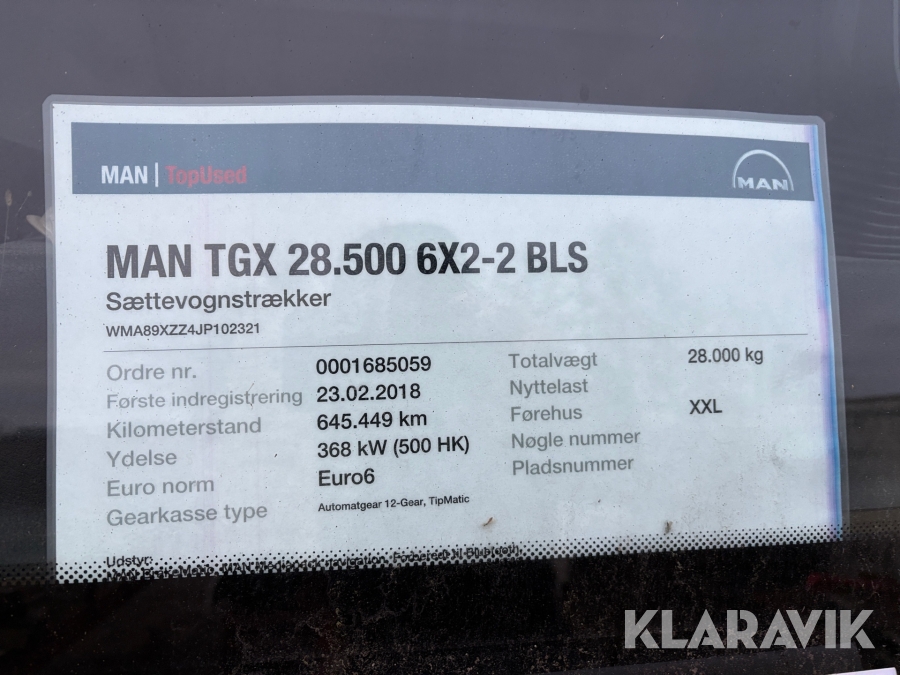 MAN | TopUsed
MAN
MAN TGX 28.500 6X2-2 BLS
Sættevognstrækker
WMA89XZZ4JP102321
Ordre nr. 0001685059
Første indregistrering 23.02.2018
Kilometerstand 645.449 km
Ydelse 368 kW (500 HK)
Euro norm Euro6
Gearkasse type Automatgear 12-Gear, TipMatic
Totalvægt 28.000 kg
Nyttelast
Førehus XXL
Nøgle nummer
Pladsnummer
Udstyr:
KLARAVIK